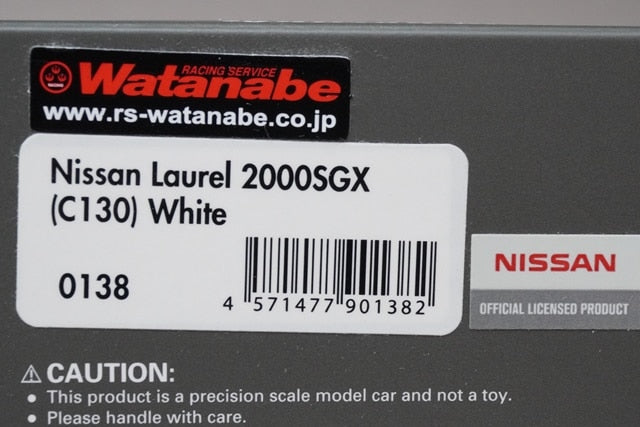 RACING SERVICE
Watanabe
www.rs-watanabe.co.jp
Nissan Laurel 2000SGX
(C130) White
0138
4 571477 901382
NISSAN
OFFICIAL LICENSED PRODUCT
⚠ CAUTION:
• This product is a precision scale model car and not a toy.
• Please handle with care.